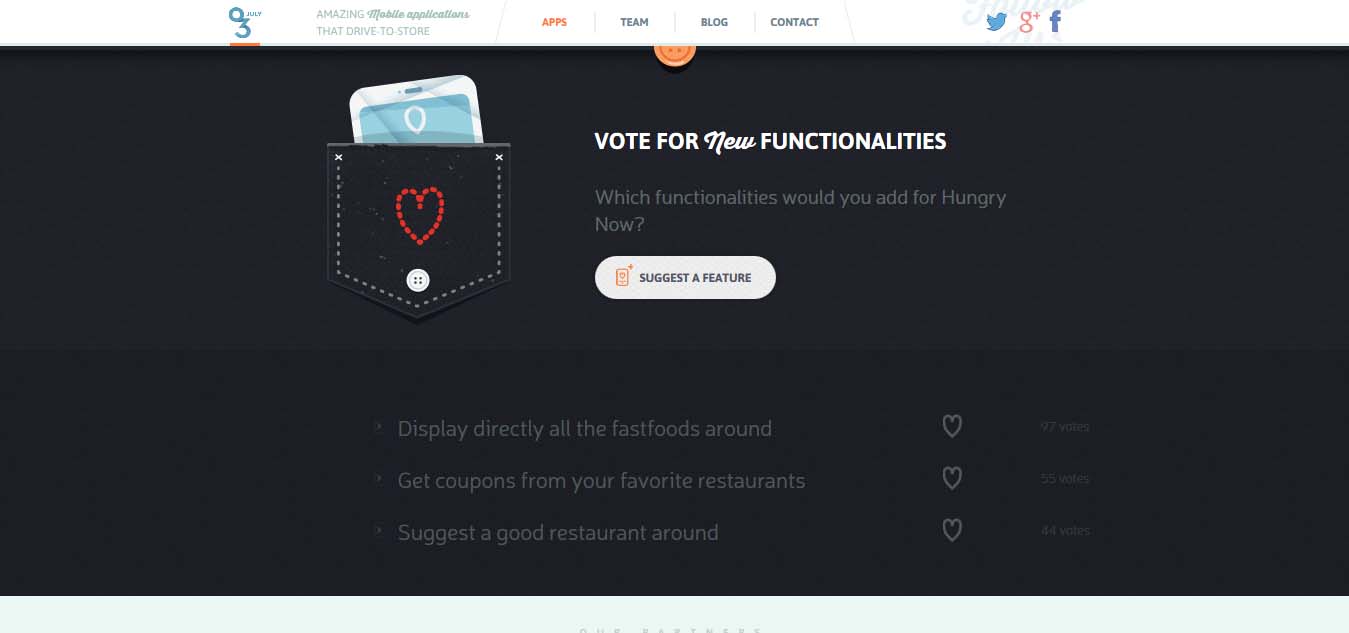 93 JULY
AMAZING Mobile applications
THAT DRIVE-TO-STORE
APPS
TEAM
BLOG
CONTACT
VOTE FOR New FUNCTIONALITIES
Which functionalities would you add for Hungry
Now?
SUGGEST A FEATURE
Display directly all the fastfoods around
97 votes
Get coupons from your favorite restaurants
55 votes
Suggest a good restaurant around
44 votes
OUR PARTNERS